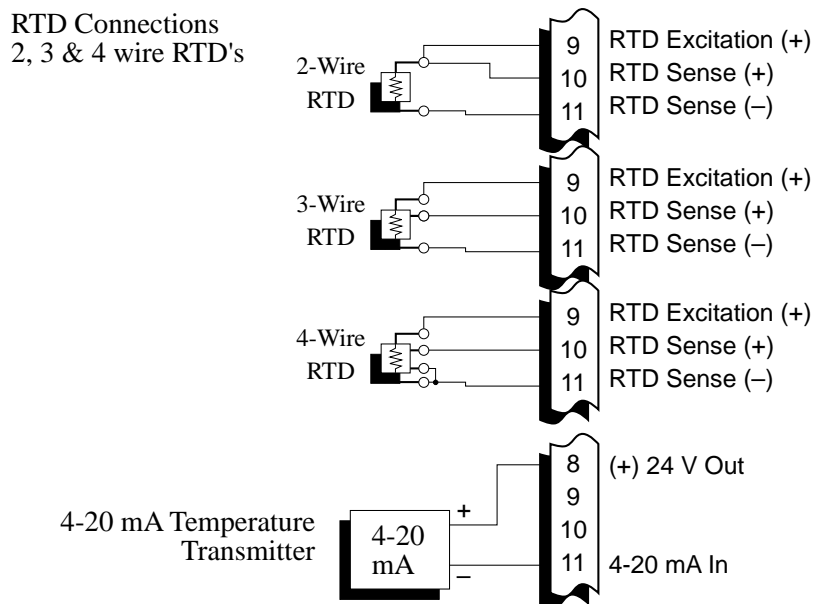 RTD Connections
2, 3 & 4 wire RTD's
2-Wire
RTD
9 RTD Excitation (+)
10 RTD Sense (+)
11 RTD Sense (–)
3-Wire
RTD
9 RTD Excitation (+)
10 RTD Sense (+)
11 RTD Sense (–)
4-Wire
RTD
9 RTD Excitation (+)
10 RTD Sense (+)
11 RTD Sense (–)
4-20 mA Temperature
Transmitter
4-20
mA
+
–
8 (+) 24 V Out
9
10
11 4-20 mA In